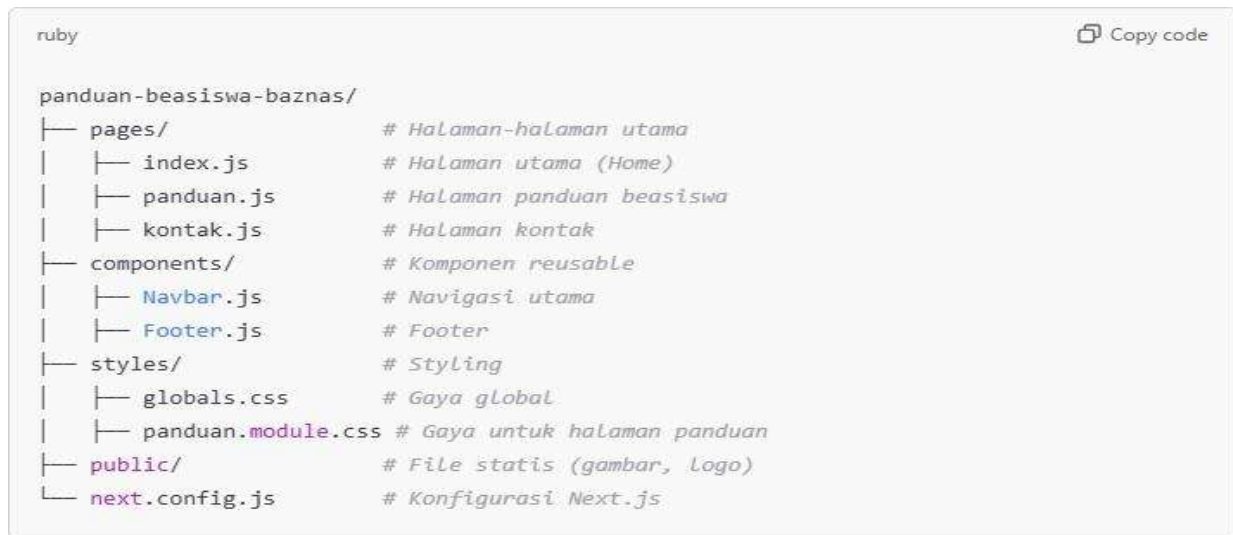 ruby Copy code
panduan-beasiswa-baznas/
├── pages/ # Halaman-halaman utama
│ ├── index.js # Halaman utama (Home)
│ ├── panduan.js # Halaman panduan beasiswa
│ ├── kontak.js # Halaman kontak
├── components/ # Komponen reusable
│ ├── Navbar.js # Navigasi utama
│ ├── Footer.js # Footer
├── styles/ # Styling
│ ├── globals.css # Gaya global
│ ├── panduan.module.css # Gaya untuk halaman panduan
├── public/ # File statis (gambar, logo)
└── next.config.js # Konfigurasi Next.js